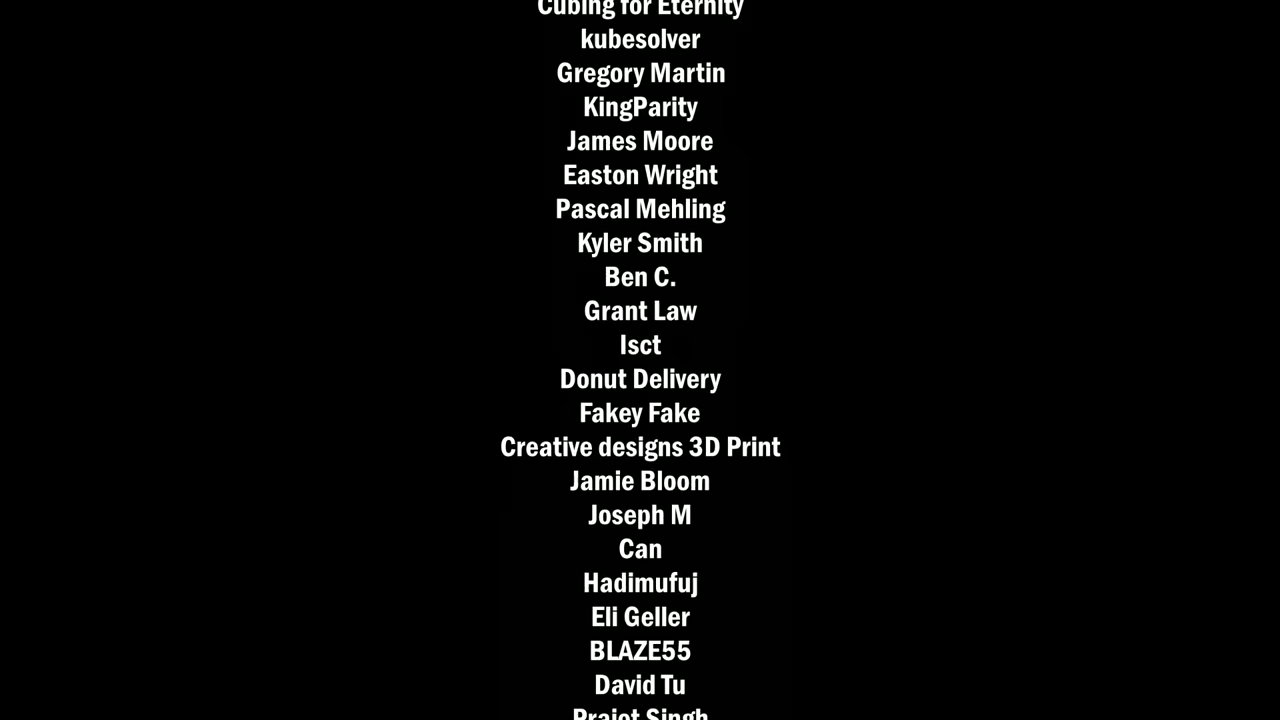 Cubing for Eternity
kubesolver
Gregory Martin
KingParity
James Moore
Easton Wright
Pascal Mehling
Kyler Smith
Ben C.
Grant Law
Isct
Donut Delivery
Fakey Fake
Creative designs 3D Print
Jamie Bloom
Joseph M
Can
Hadimufuj
Eli Geller
BLAZE55
David Tu
Prajot Singh